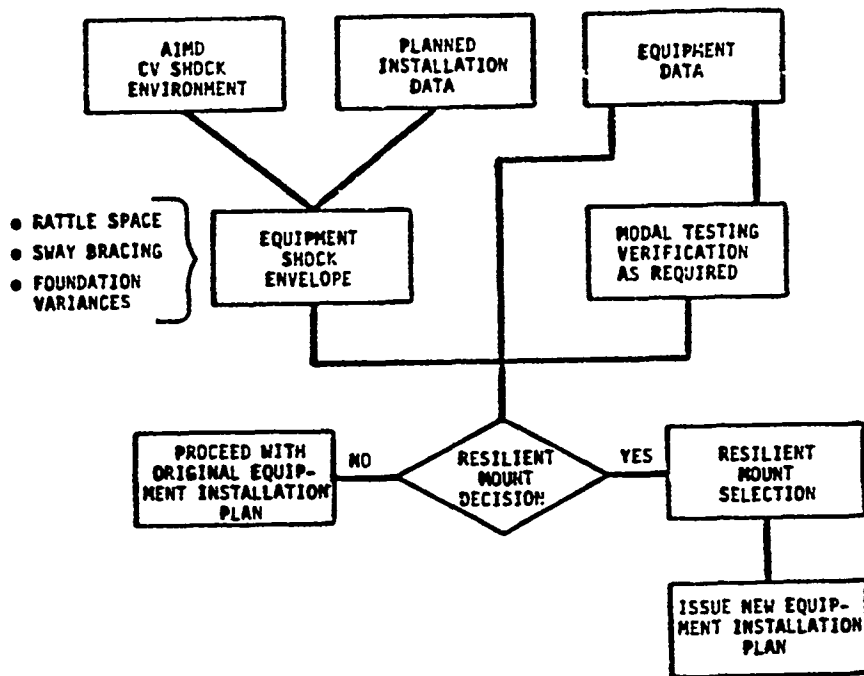 AIMD
CV SHOCK
ENVIRONMENT
PLANNED
INSTALLATION
DATA
EQUIPMENT
DATA
• RATTLE SPACE
• SWAY BRACING
• FOUNDATION
VARIANCES
EQUIPMENT
SHOCK
ENVELOPE
MODAL TESTING
VERIFICATION
AS REQUIRED
PROCEED WITH
ORIGINAL EQUIP-
MENT INSTALLATION
PLAN
NO
RESILIENT
MOUNT
DECISION
YES
RESILIENT
MOUNT
SELECTION
ISSUE NEW EQUIP-
MENT INSTALLATION
PLAN